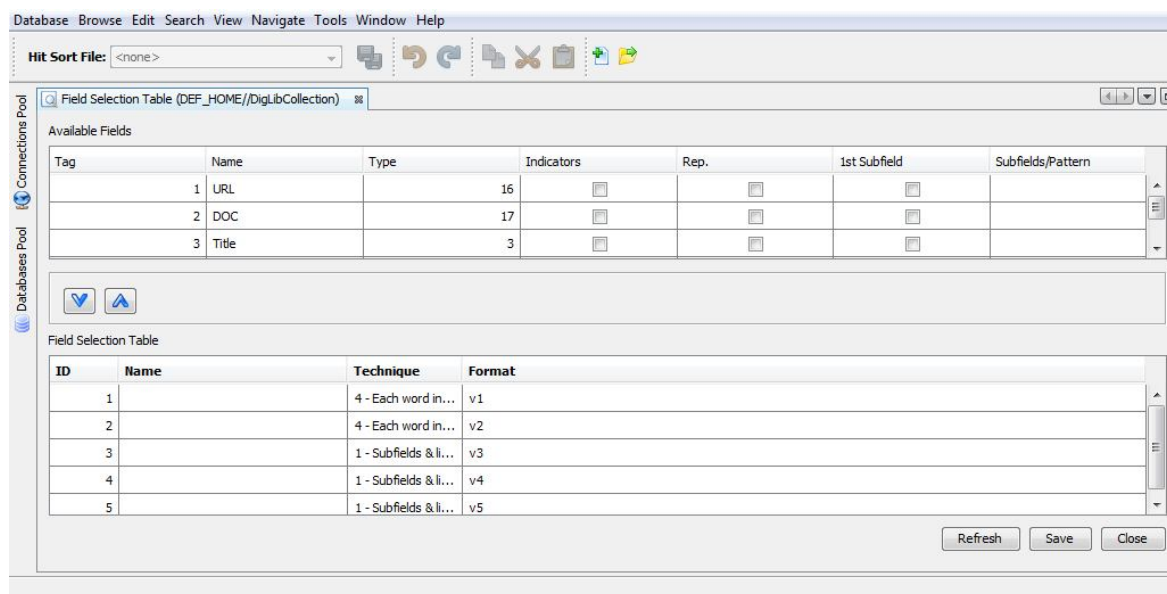 Database Browse Edit Search View Navigate Tools Window Help
Hit Sort File: <none>
Connections Pool
Databases Pool
Field Selection Table (DEF_HOME//DigLibCollection)
Available Fields
Tag Name Type Indicators Rep. 1st Subfield Subfields/Pattern
1 URL 16
2 DOC 17
3 Title 3
Field Selection Table
ID Name Technique Format
1 4 - Each word in... v1
2 4 - Each word in... v2
3 1 - Subfields & li... v3
4 1 - Subfields & li... v4
5 1 - Subfields & li... v5
Refresh Save Close